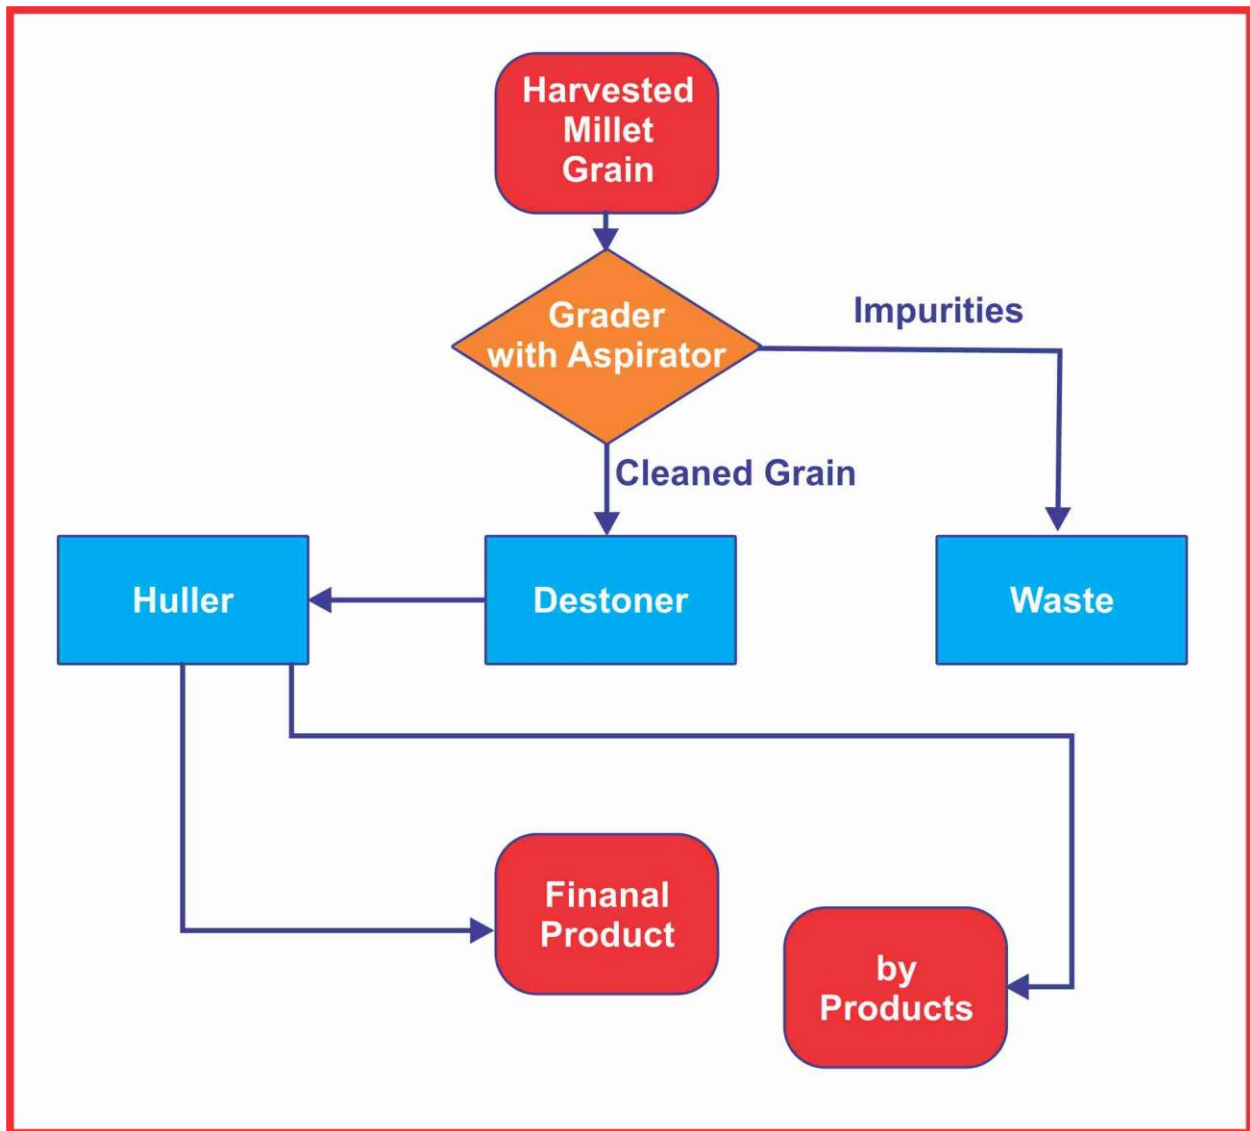 Harvested
Millet
Grain
Grader
with Aspirator
Impurities
Cleaned Grain
Huller
Destoner
Waste
Finanal
Product
by
Products